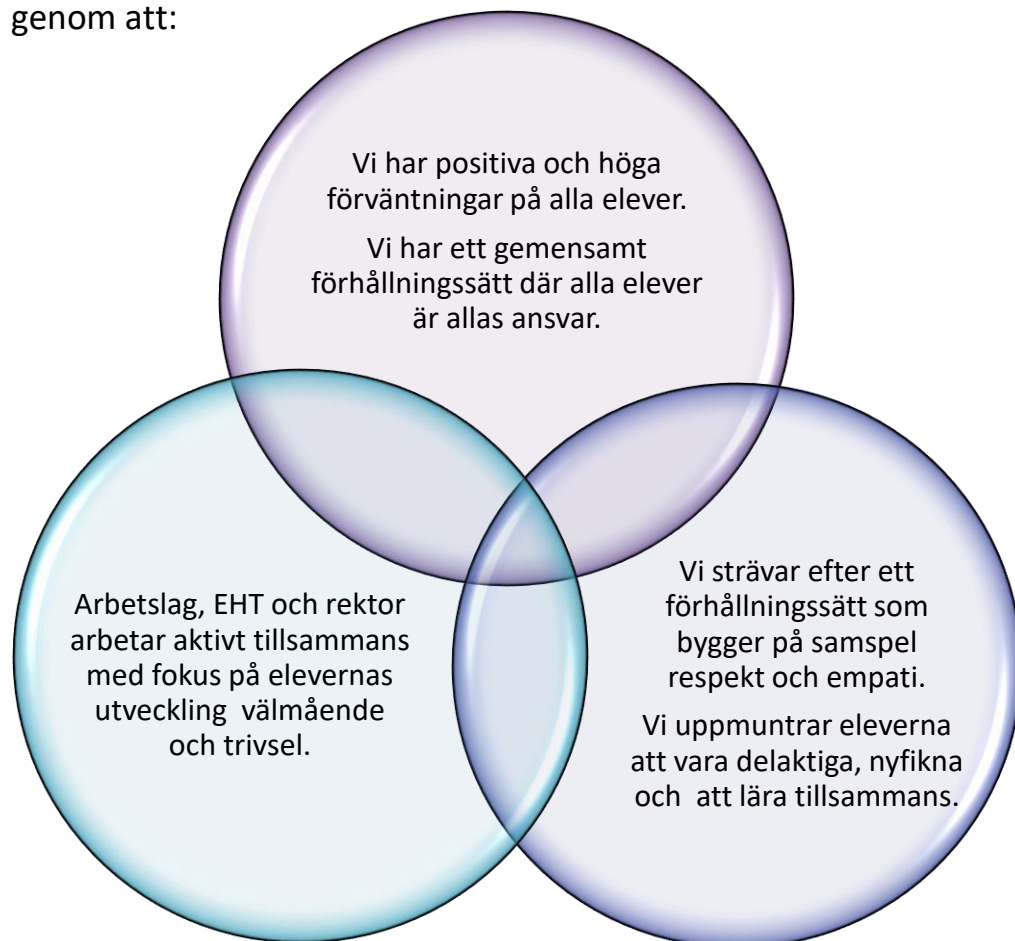 genom att:
Vi har positiva och höga
förväntningar på alla elever.
Vi har ett gemensamt
förhållningssätt där alla elever
är allas ansvar.
Arbetslag, EHT och rektor
arbetar aktivt tillsammans
med fokus på elevernas
utveckling  välmående
och trivsel.
Vi strävar efter ett
förhållningssätt som
bygger på samspel
respekt och empati.
Vi uppmuntrar eleverna
att vara delaktiga, nyfikna
och  att lära tillsammans.